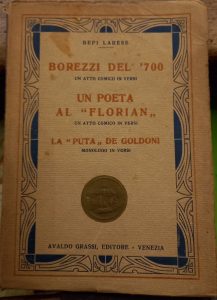 BEPI LARESE
BOREZZI DEL '700
UN ATTO COMICO IN VERSI
UN POETA
AL "FLORIAN„
UN ATTO COMICO IN VERSI
LA "PUTA„ DE GOLDONI
MONOLOGO IN VERSI
AVALDO GRASSI, EDITORE - VENEZIA